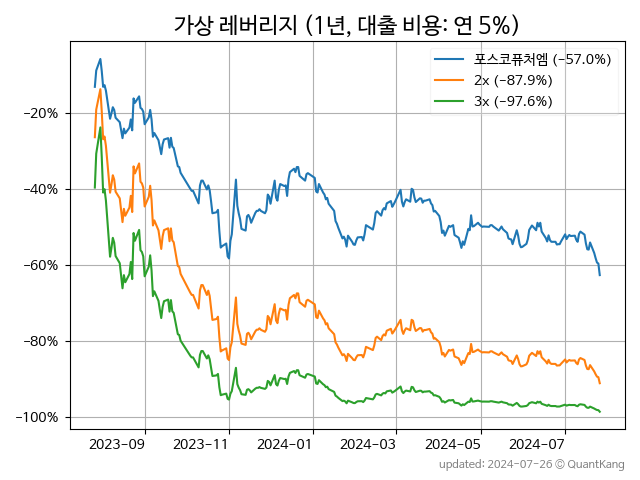 가상 레버리지 (1년, 대출 비용: 연 5%)
포스코퓨처엠 (−57.0%)
2x (−87.9%)
3x (−97.6%)
−20%
−40%
−60%
−80%
−100%
2023−09 2023−11 2024−01 2024−03 2024−05 2024−07
updated: 2024-07-26 © QuantKang